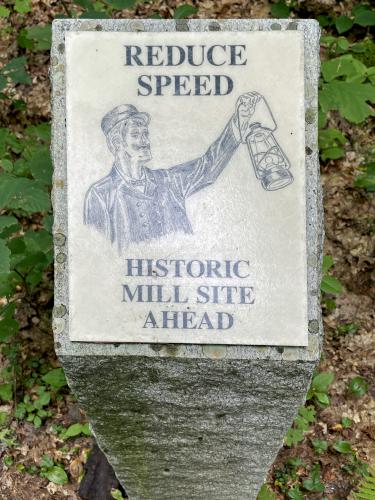 REDUCE
SPEED
HISTORIC
MILL SITE
AHEAD